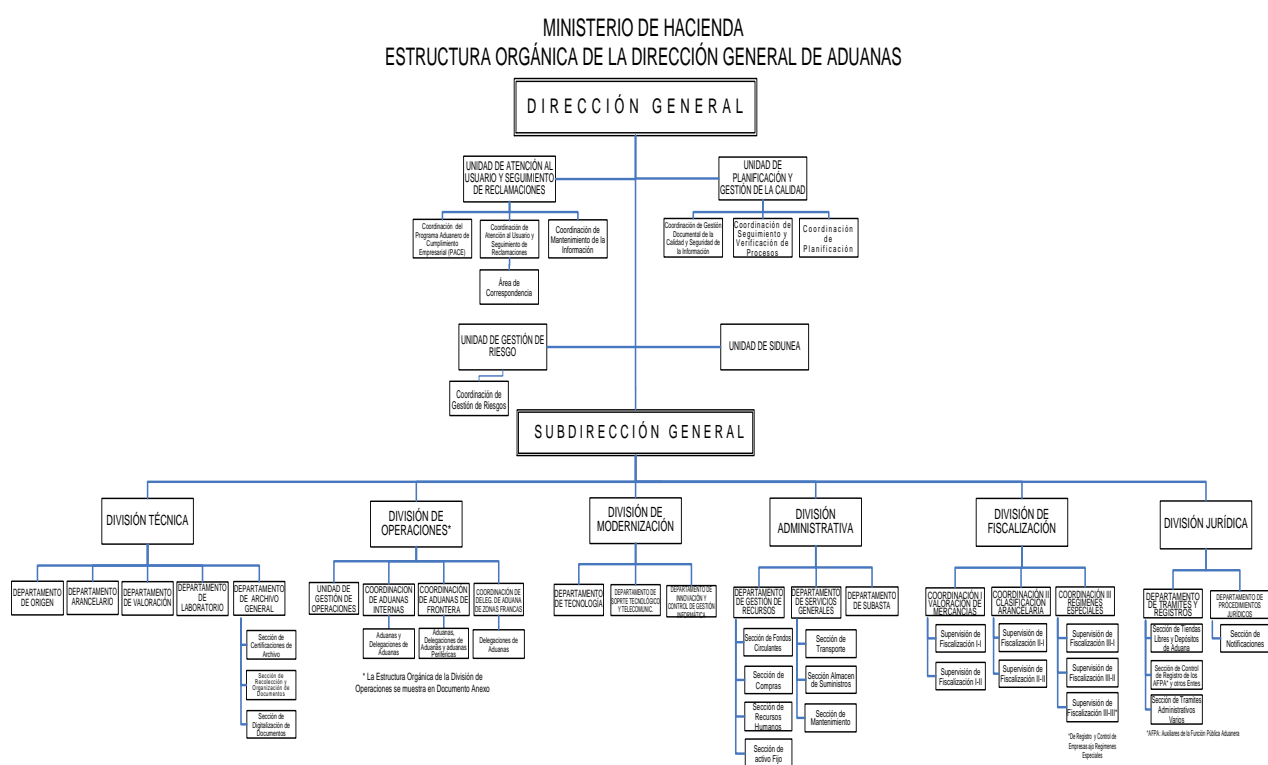 MINISTERIO DE HACIENDA
ESTRUCTURA ORGÁNICA DE LA DIRECCIÓN GENERAL DE ADUANAS
DIRECCIÓN GENERAL
UNIDAD DE ATENCIÓN AL
USUARIO Y SEGUIMIENTO
DE RECLAMACIONES
UNIDAD DE
PLANIFICACIÓN Y
GESTIÓN DE LA CALIDAD
Coordinación del
Programa Aduanero de
Cumplimiento
Empresarial (PACE)
Coordinación de
Atención al Usuario y
Seguimiento de
Reclamaciones
Coordinación de
Mantenimiento de la
Información
Coordinación de Gestión
Documental de la
Calidad y Seguridad de
la Información
Coordinación de
Seguimiento y
Verificación de
Procesos
Coordinación
de
Planificación
Área de
Correspondencia
UNIDAD DE GESTIÓN DE
RIESGO
UNIDAD DE SIDUNEA
Coordinación de
Gestión de Riesgos
SUBDIRECCIÓN GENERAL
DIVISIÓN TÉCNICA
DIVISIÓN DE
OPERACIONES*
DIVISIÓN DE
MODERNIZACIÓN
DIVISIÓN
ADMINISTRATIVA
DIVISIÓN DE
FISCALIZACIÓN
DIVISIÓN JURÍDICA
DEPARTAMENTO
DE ORIGEN
DEPARTAMENTO
ARANCELARIO
DEPARTAMENTO
DE VALORACIÓN
DEPARTAMENTO
DE
LABORATORIO
DEPARTAMENTO
DE ARCHIVO
GENERAL
Sección de
Certificaciones de
Archivo
Sección de
Recolección y
Organización de
Documentos
Sección de
Digitalización de
Documentos
UNIDAD DE
GESTIÓN DE
OPERACIONES
COORDINACIÓN
DE ADUANAS
INTERNAS
COORDINACIÓN
DE ADUANAS DE
FRONTERA
COORDINACIÓN DE
DELEG. DE ADUANA
DE ZONAS FRANCAS
Aduanas y
Delegaciones de
Aduanas
Aduanas,
Delegaciones de
Aduanas y aduanas
Periféricas
Delegaciones de
Aduanas
* La Estructura Orgánica de la División de
Operaciones se muestra en Documento Anexo
DEPARTAMENTO
DE TECNOLOGÍA
DEPARTAMENTO DE
SOPRTE TECNOLÓGICO
Y TELECOMUNIC.
DEPARTAMENTO DE
INNOVACIÓN Y
CONTROL DE GESTIÓN
INFORMÁTICA
DEPARTAMENTO
DE GESTIÓN DE
RECURSOS
DEPARTAMENTO
DE SERVICIOS
GENERALES
DEPARTAMENTO
DE SUBASTA
Sección de Fondos
Circulantes
Sección de
Compras
Sección de
Recursos
Humanos
Sección de
activo Fijo
Sección de
Transporte
Sección Almacen
de Suministros
Sección de
Mantenimiento
COORDINACIÓN I
VALORACIÓN DE
MERCANCIAS
COORDINACIÓN II
CLASIFICACIÓN
ARANCELARIA
COORDINACIÓN III
REGIMENES
ESPECIALES
Supervisión de
Fiscalización I-I
Supervisión de
Fiscalización I-II
Supervisión de
Fiscalización II-I
Supervisión de
Fiscalización II-II
Supervisión de
Fiscalización III-I
Supervisión de
Fiscalización III-II
Supervisión de
Fiscalización III-III*
*De Registro y Control de
Empresas ajo Regimenes
Especiales
DEPARTAMENTO
DE TRÁMITES Y
REGISTROS
DEPARTAMENTO DE
PROCEDIMIENTOS
JURÍDICOS
Sección de Tiendas
Libres y Depósitos
de Aduana
Sección de Control
de Registro de los
AFPA* y otros Entes
Sección de Tramites
Administrativos
Varios
Sección de
Notificaciones
*AFPA: Auxiliares de la Función Pública Aduanera